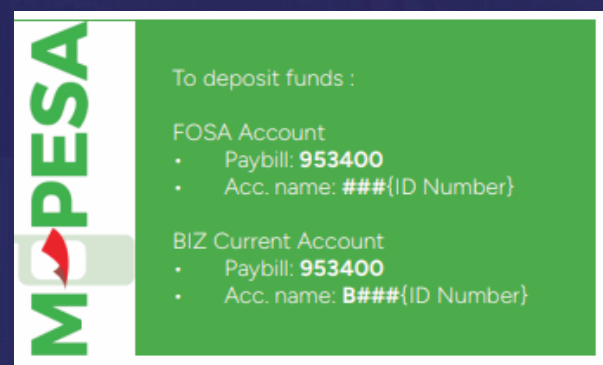 M-PESA
To deposit funds :
FOSA Account
• Paybill: 953400
• Acc. name: ###{ID Number}
BIZ Current Account
• Paybill: 953400
• Acc. name: B###{ID Number}